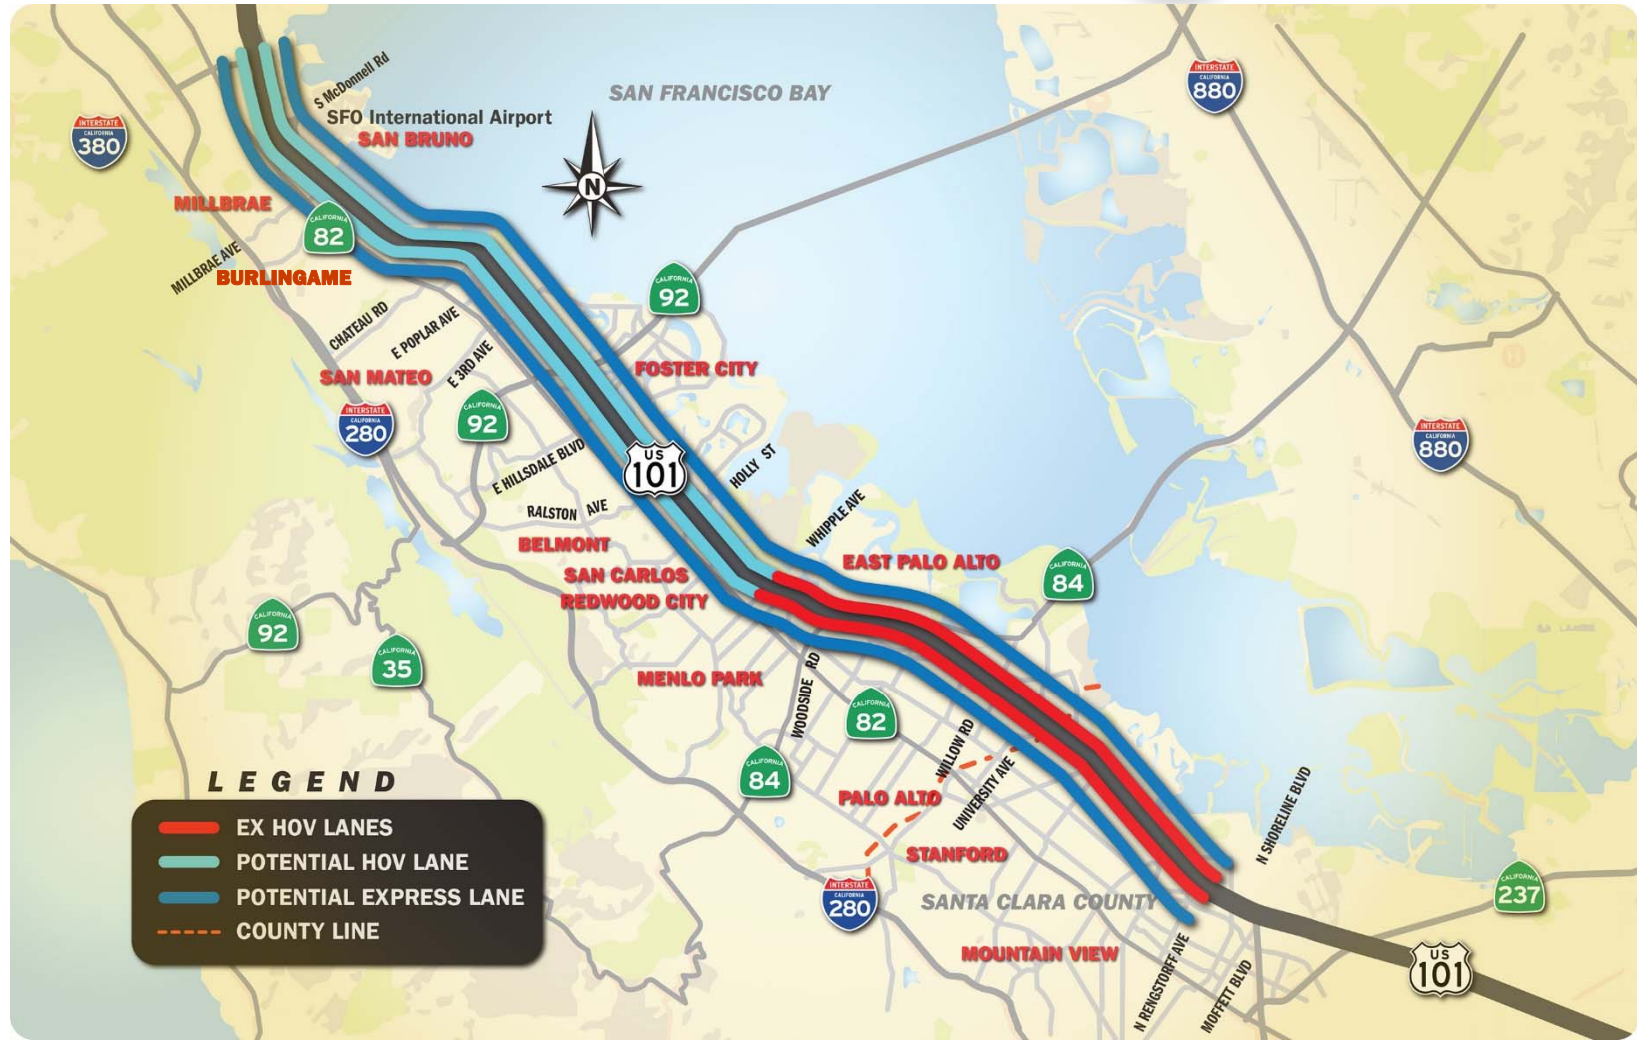 S McDonnell Rd
SFO International Airport
SAN BRUNO
SAN FRANCISCO BAY
INTERSTATE
CALIFORNIA
880
INTERSTATE
CALIFORNIA
380
N
MILLBRAE
CALIFORNIA
82
MILLBRAE AVE
BURLINGAME
CALIFORNIA
92
CHATEAU RD
E POPLAR AVE
E 3RD AVE
FOSTER CITY
SAN MATEO
INTERSTATE
CALIFORNIA
280
CALIFORNIA
92
INTERSTATE
CALIFORNIA
880
E HILLSDALE BLVD
US
101
HOLLY ST
RALSTON AVE
WHIPPLE AVE
BELMONT
EAST PALO ALTO
CALIFORNIA
84
SAN CARLOS
REDWOOD CITY
CALIFORNIA
92
CALIFORNIA
35
MENLO PARK
WOODSIDE RD
CALIFORNIA
82
WILLOW RD
CALIFORNIA
84
UNIVERSITY AVE
PALO ALTO
N SHORELINE BLVD
STANFORD
INTERSTATE
CALIFORNIA
280
SANTA CLARA COUNTY
CALIFORNIA
237
MOUNTAIN VIEW
N RENGSTORFF AVE
MOFFETT BLVD
US
101
LEGEND
EX HOV LANES
POTENTIAL HOV LANE
POTENTIAL EXPRESS LANE
COUNTY LINE